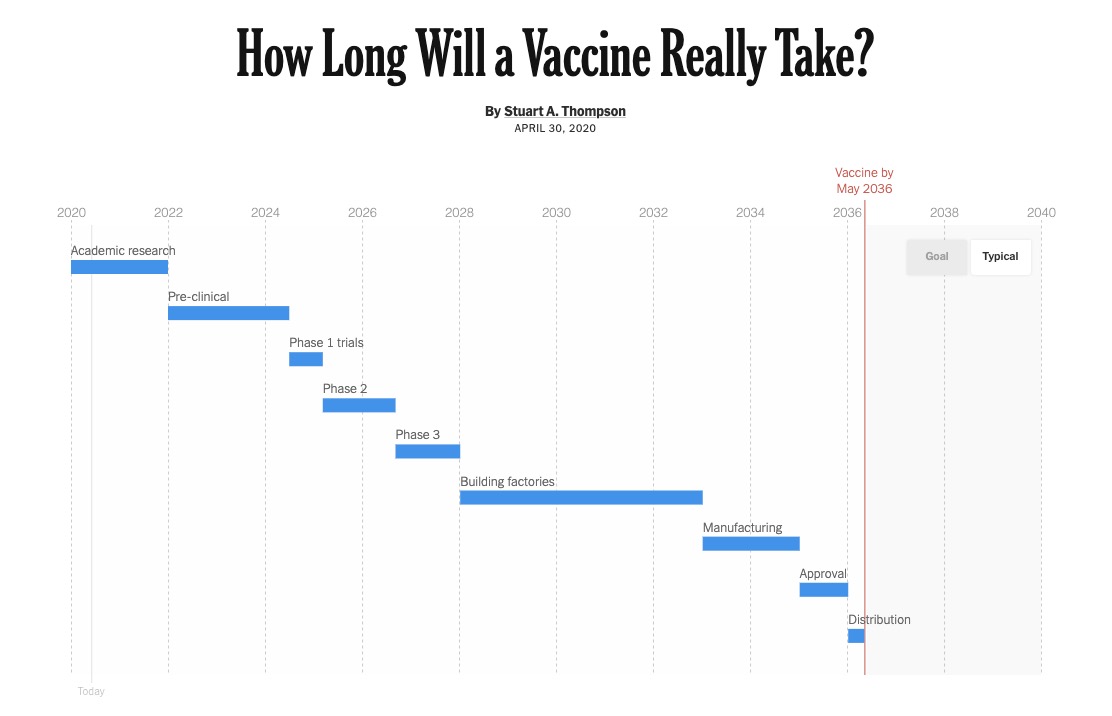 How Long Will a Vaccine Really Take?
By Stuart A. Thompson
APRIL 30, 2020
Vaccine by
May 2036
2020 2022 2024 2026 2028 2030 2032 2034 2036 2038 2040
Goal Typical
Academic research
Pre-clinical
Phase 1 trials
Phase 2
Phase 3
Building factories
Manufacturing
Approval
Distribution
Today